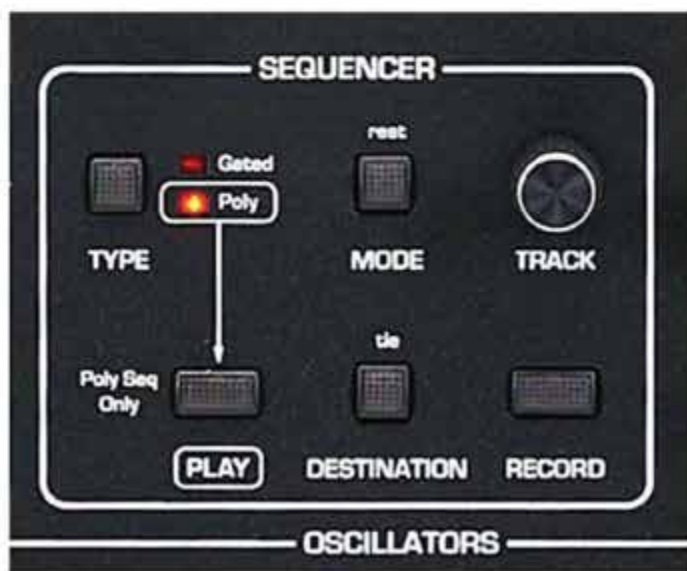 SEQUENCER
rest
Gated
Poly
TYPE
MODE
TRACK
tie
Poly Seq
Only
PLAY
DESTINATION
RECORD
OSCILLATORS